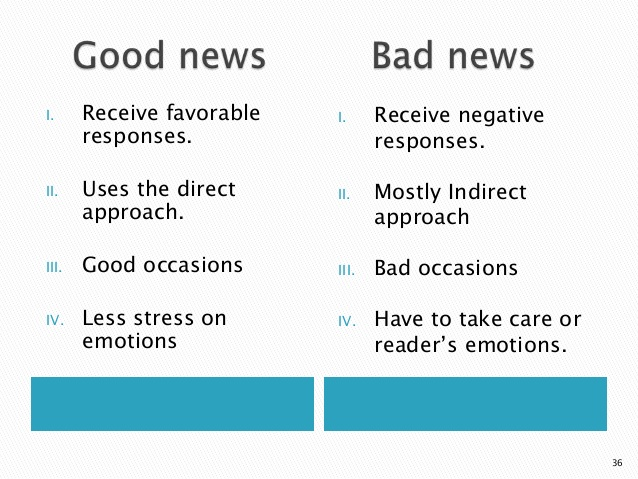 Good news
I. Receive favorable
responses.
II. Uses the direct
approach.
III. Good occasions
IV. Less stress on
emotions
Bad news
I. Receive negative
responses.
II. Mostly Indirect
approach
III. Bad occasions
IV. Have to take care or
reader’s emotions.
36